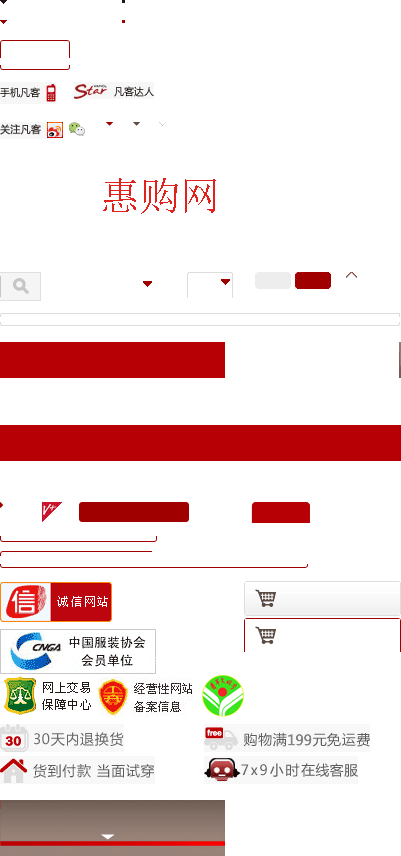 手机凡客 Star 凡客达人
关注凡客
惠购网
V+
信 诚信网站
CNGA 中国服装协会
会员单位
网上交易
保障中心
经营性网站
备案信息
30 30天内退换货
free 购物满199元免运费
货到付款 当面试穿
7x9小时在线客服